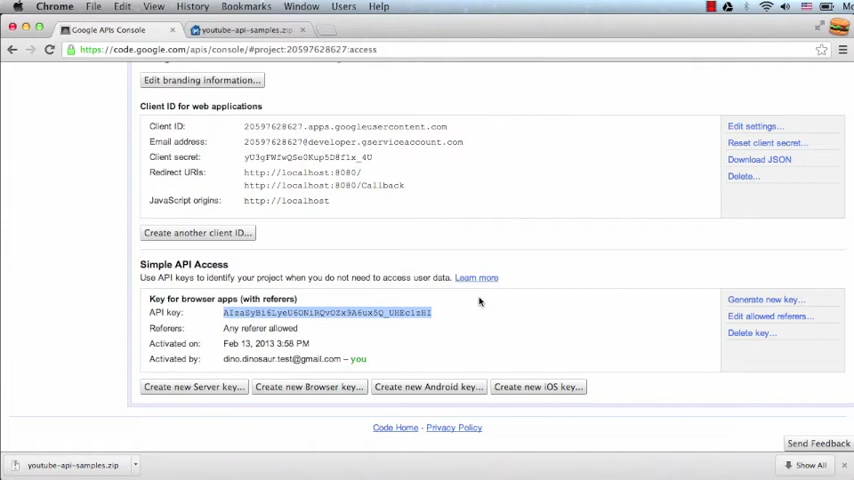 Chrome File Edit View History Bookmarks Window Users Help
Google APIs Console youtube-api-samples.zip
https://code.google.com/apis/console/#project:20597628627:access
Edit branding information...
Client ID for web applications
Client ID: 20597628627.apps.googleusercontent.com Edit settings...
Email address: 20597628627@developer.gserviceaccount.com Reset client secret...
Client secret: yU3gFWfwQSe0Kup5D8f1x_4U Download JSON
Redirect URIs: http://localhost:8080/ Delete...
http://localhost:8080/Callback
JavaScript origins: http://localhost
Create another client ID...
Simple API Access
Use API keys to identify your project when you do not need to access user data. Learn more
Key for browser apps (with referers) Generate new key...
API key: AIzaSyBi6LyeU6ONiRQvOZx9A6ux5Q_UHEc1zHI Edit allowed referers...
Referers: Any referer allowed Delete key...
Activated on: Feb 13, 2013 3:58 PM
Activated by: dino.dinosaur.test@gmail.com – you
Create new Server key... Create new Browser key... Create new Android key... Create new iOS key...
Code Home - Privacy Policy
Send Feedback
youtube-api-samples.zip Show All